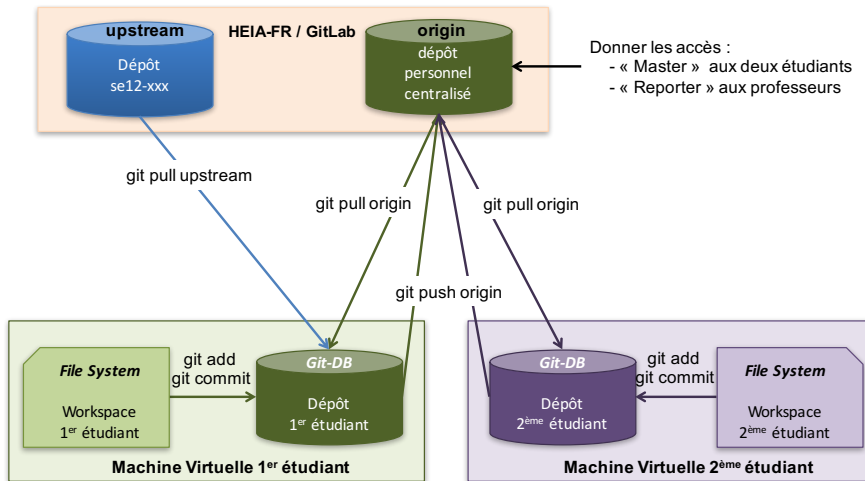 upstream
HEIA-FR / GitLab
origin
Dépôt
se12-xxx
dépôt
personnel
centralisé
Donner les accès :
- « Master » aux deux étudiants
- « Reporter » aux professeurs
git pull upstream
git pull origin
git pull origin
git push origin
File System
Workspace
1er étudiant
git add
git commit
Git-DB
Dépôt
1er étudiant
Machine Virtuelle 1er étudiant
Git-DB
Dépôt
2ème étudiant
git add
git commit
File System
Workspace
2ème étudiant
Machine Virtuelle 2ème étudiant